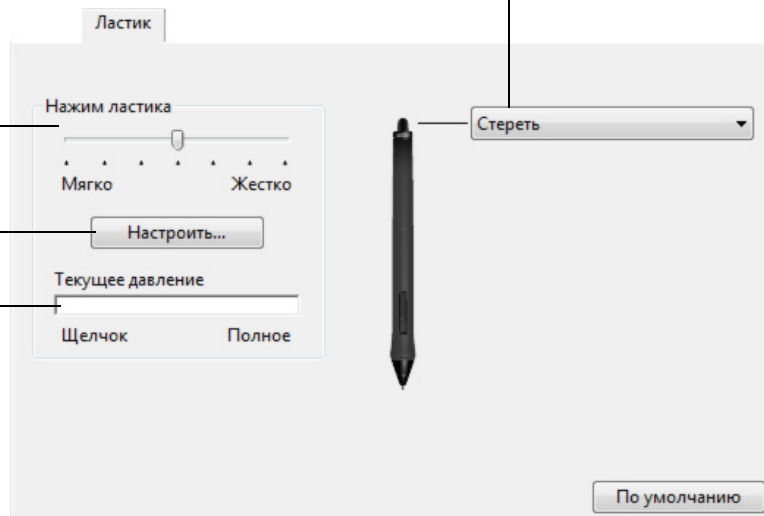 Ластик
Нажим ластика
Стереть
Мягко Жестко
Настроить...
Текущее давление
Щелчок Полное
По умолчанию